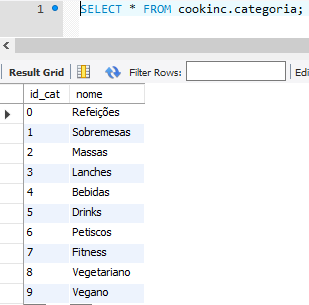 1 SELECT * FROM cookinc.categoria;
Result Grid Filter Rows: Edi
id_cat nome
0 Refeições
1 Sobremesas
2 Massas
3 Lanches
4 Bebidas
5 Drinks
6 Petiscos
7 Fitness
8 Vegetariano
9 Vegano